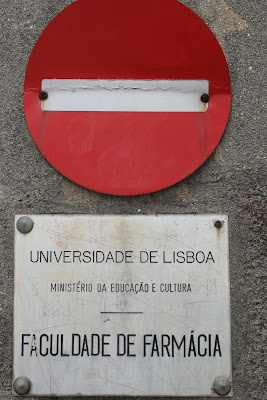 UNIVERSIDADE DE LISBOA
MINISTÉRIO DA EDUCAÇÃO E CULTURA
FACULDADE DE FARMÁCIA